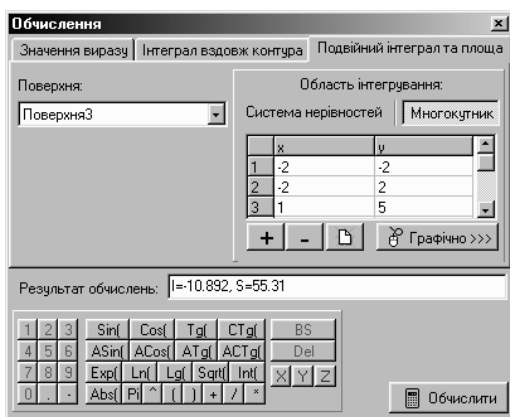 Обчислення
Значення виразу Інтеграл вздовж контура Подвійний інтеграл та площа
Поверхня:
Поверхня3
Область інтегрування:
Система нерівностей Многокутник
x y
1 -2 -2
2 -2 2
3 1 5
+ - Графічно >>>
Результат обчислень: I=-10.892, S=55.31
1 2 3 Sin( Cos( Tg( CTg( BS
4 5 6 ASin( ACos( ATg( ACTg( Del
7 8 9 Exp( Ln( Lg( Sqrt( Int( X Y Z
0 . - Abs( Pi ^ ( ) + / *
Обчислити